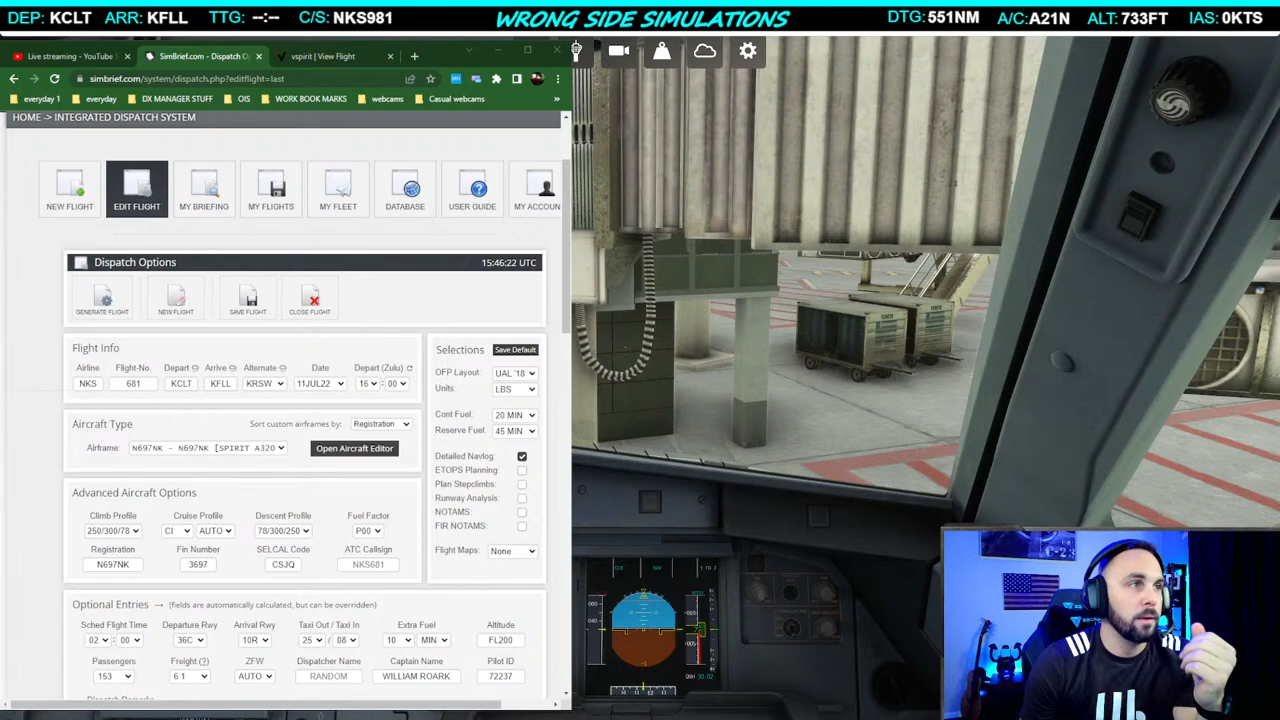 DEP: KCLT ARR: KFLL TTG: --:-- C/S: NKS981 WRONG SIDE SIMULATIONS DTG: 551NM A/C: A21N ALT: 733FT IAS: 0KTS
Live streaming - YouTube S SimBrief.com - Dispatch O vspirit | View Flight
simbrief.com/system/dispatch.php?editflight=last
everyday 1 everyday DX MANAGER STUFF OIS WORK BOOK MARKS webcams Casual webcams »
HOME -> INTEGRATED DISPATCH SYSTEM
NEW FLIGHT EDIT FLIGHT MY BRIEFING MY FLIGHTS MY FLEET DATABASE USER GUIDE MY ACCOUN
Dispatch Options 15:46:22 UTC
GENERATE FLIGHT NEW FLIGHT SAVE FLIGHT CLOSE FLIGHT
Flight Info
Airline Flight-No. Depart Arrive Alternate Date Depart (Zulu)
NKS 681 KCLT KFLL KRSW 11JUL22 16 : 00
Aircraft Type Sort custom airframes by: Registration
Airframe: N697NK - N697NK [SPIRIT A320 Open Aircraft Editor
Advanced Aircraft Options
Climb Profile Cruise Profile Descent Profile Fuel Factor
250/300/78 CI AUTO 78/300/250 P00
Registration Fin Number SELCAL Code ATC Callsign
N697NK 3697 CSJQ NKS681
Selections Save Default
OFP Layout: UAL '18
Units: LBS
Cont Fuel: 20 MIN
Reserve Fuel: 45 MIN
Detailed Navlog:
ETOPS Planning:
Plan Stepclimbs:
Runway Analysis:
NOTAMS:
FIR NOTAMS:
Flight Maps: None
Optional Entries → (fields are automatically calculated, but can be overridden)
Sched Flight Time Departure Rwy Arrival Rwy Taxi Out / Taxi In Extra Fuel Altitude
02 : 00 36C 10R 25 / 08 10 MIN FL200
Passengers Freight (?) ZFW Dispatcher Name Captain Name Pilot ID
153 6.1 AUTO RANDOM WILLIAM ROARK 72237
Dispatch Remarks
CLB NAV
QNH 30.02